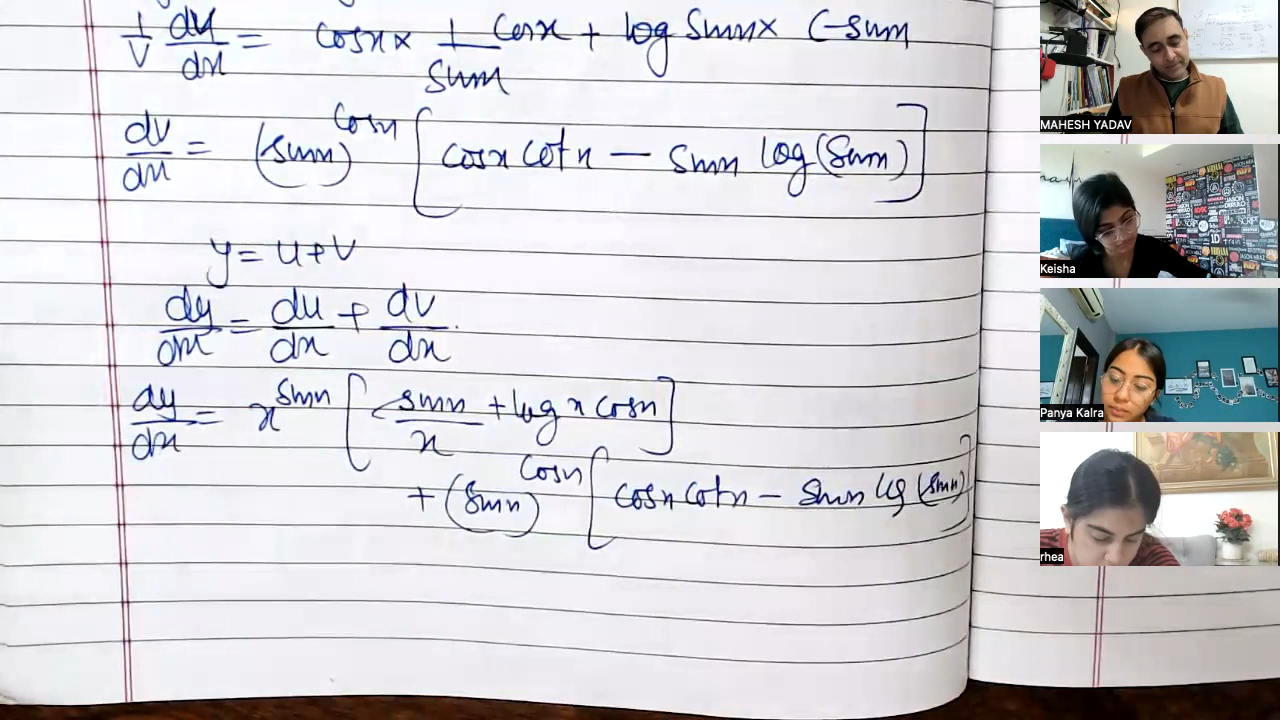 1/V dv/dx = cosx × 1/sinx cosx + log sinx × (-sinx
dv/dx = (sinx)^cosx [cosx cotx — sinx log(sinx)]
y = u+v
dy/dx = du/dx + dv/dx
dy/dx = x^sinx [sinx/x + log x cosx]
+ (sinx)^cosx [cosx cotx — sinx log(sinx)]
MAHESH YADAV
Keisha
Panya Kalra
rhea